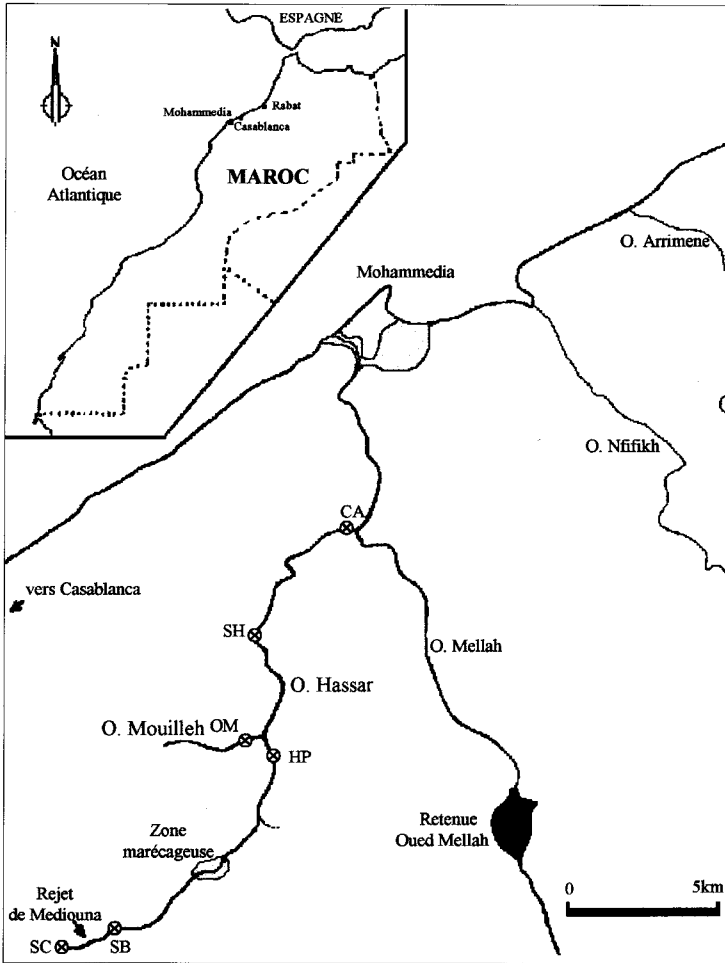 ESPAGNE
N
Rabat
Mohammedia
Casablanca
Océan
Atlantique
MAROC
O. Arrimene
Mohammedia
O. Nfifikh
CA
vers Casablanca
SH
O. Mellah
O. Hassar
O. Mouilleh
OM
HP
Zone
marécageuse
Retenue
Oued Mellah
Rejet
de Mediouna
0
5km
SC
SB